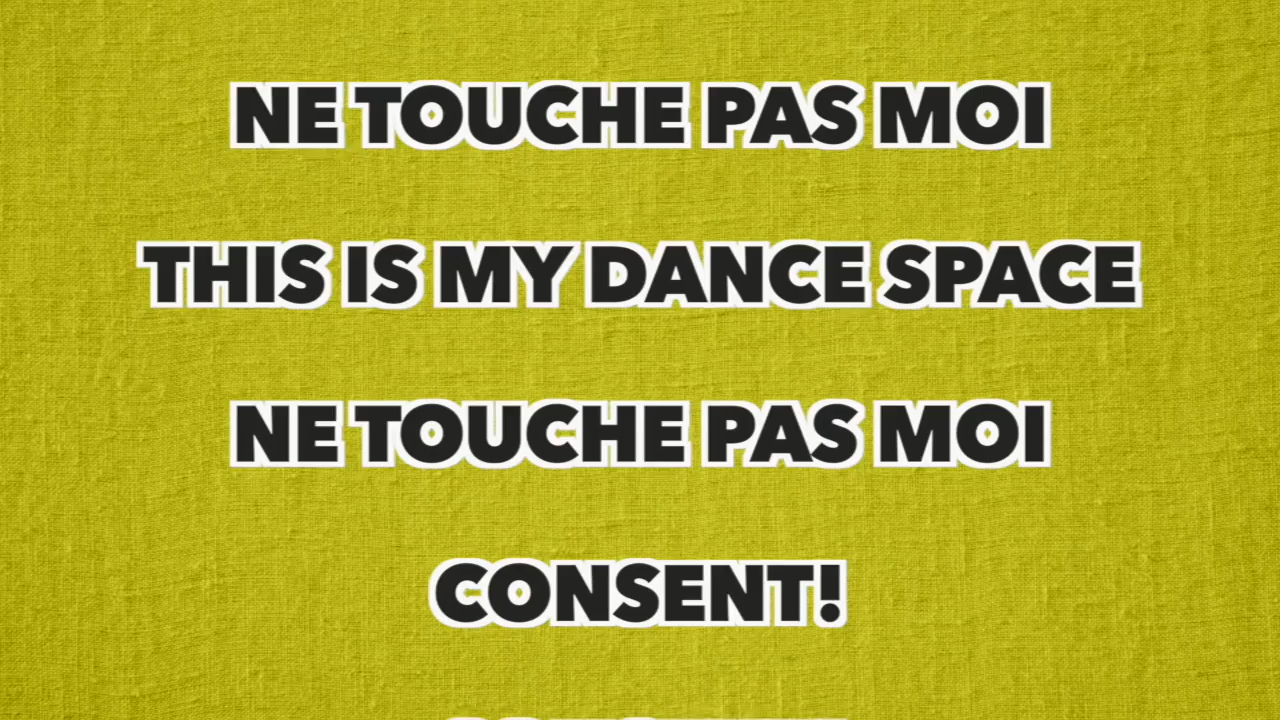 NE TOUCHE PAS MOI
THIS IS MY DANCE SPACE
NE TOUCHE PAS MOI
CONSENT!